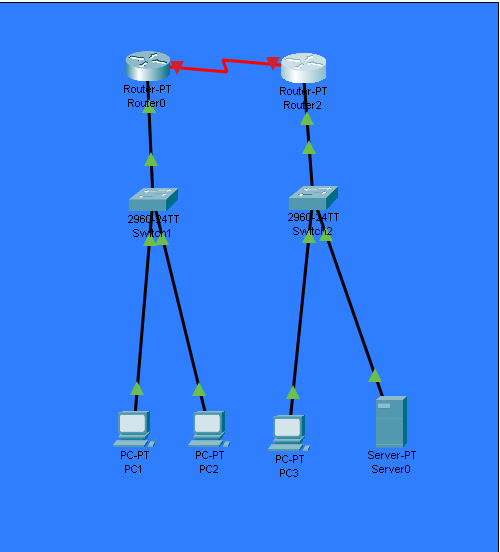 Router-PT
Router0
Router-PT
Router2
2960-24TT
Switch1
2960-24TT
Switch2
PC-PT
PC1
PC-PT
PC2
PC-PT
PC3
Server-PT
Server0